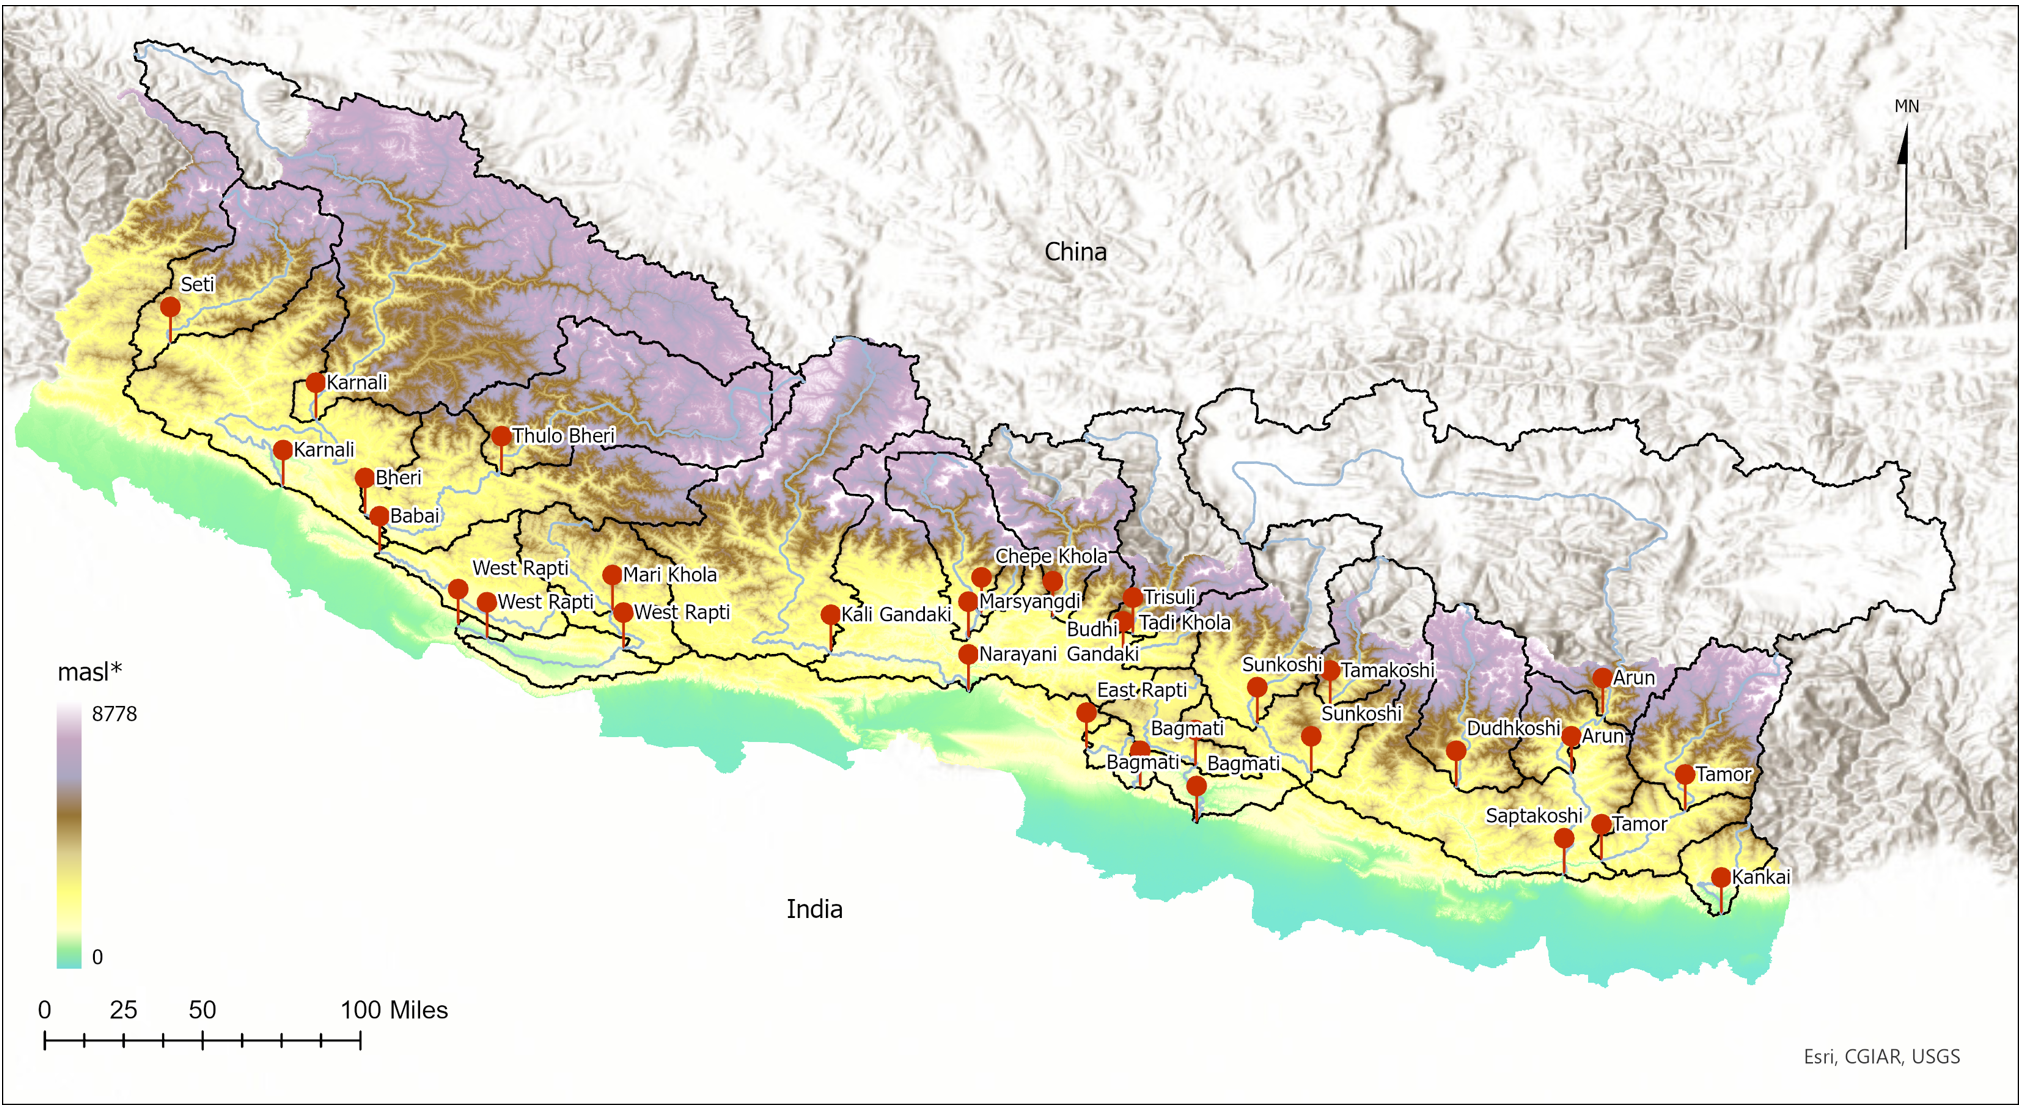 MN
China
Seti
Karnali
Thulo Bheri
Karnali
Bheri
Babai
Chepe Khola
West Rapti
Mari Khola
Trisuli
West Rapti
Marsyangdi
West Rapti
Kali Gandaki
Tadi Khola
Budhi
Gandaki
Narayani
Sunkoshi
Tamakoshi
Arun
East Rapti
Sunkoshi
Bagmati
Dudhkoshi
Arun
Bagmati
Bagmati
Tamor
Saptakoshi
Tamor
Kankai
India
masl*
8778
0
0 25 50 100 Miles
Esri, CGIAR, USGS